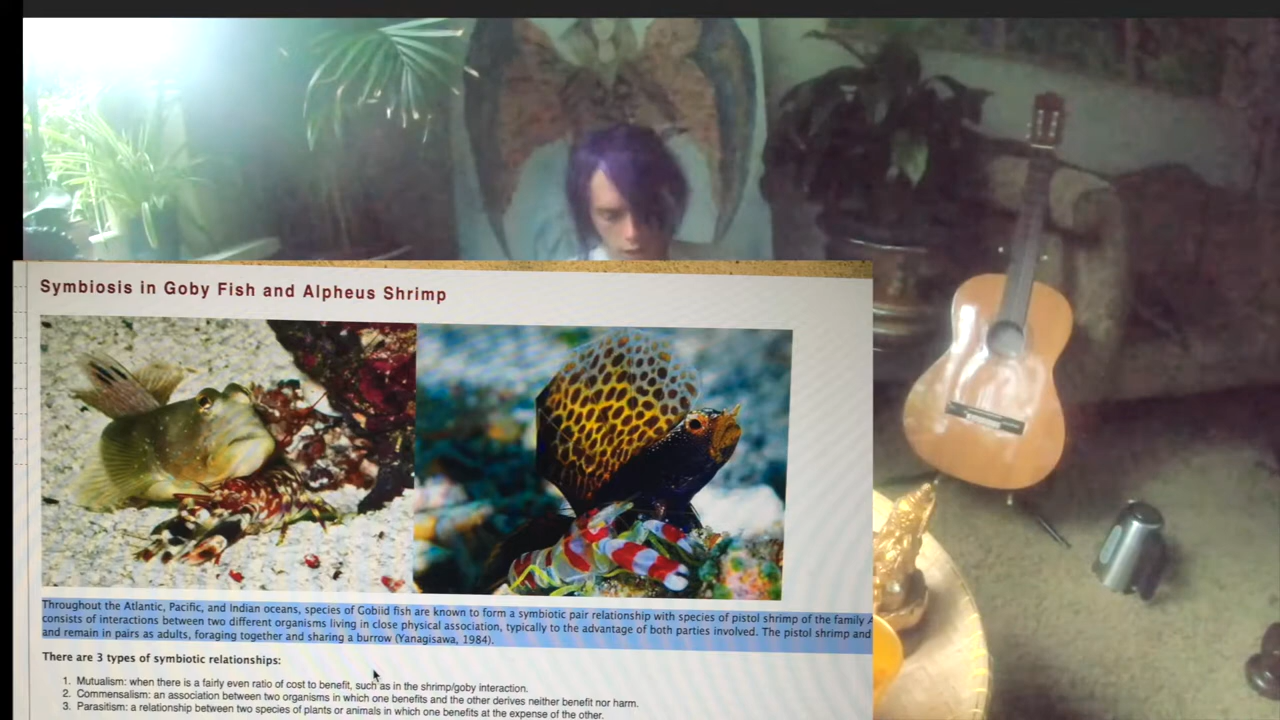 Symbiosis in Goby Fish and Alpheus Shrimp
Throughout the Atlantic, Pacific, and Indian oceans, species of Gobiid fish are known to form a symbiotic pair relationship with species of pistol shrimp of the family A
consists of interactions between two different organisms living in close physical association, typically to the advantage of both parties involved. The pistol shrimp and
and remain in pairs as adults, foraging together and sharing a burrow (Yanagisawa, 1984).
There are 3 types of symbiotic relationships:
1. Mutualism: when there is a fairly even ratio of cost to benefit, such as in the shrimp/goby interaction.
2. Commensalism: an association between two organisms in which one benefits and the other derives neither benefit nor harm.
3. Parasitism: a relationship between two species of plants or animals in which one benefits at the expense of the other.